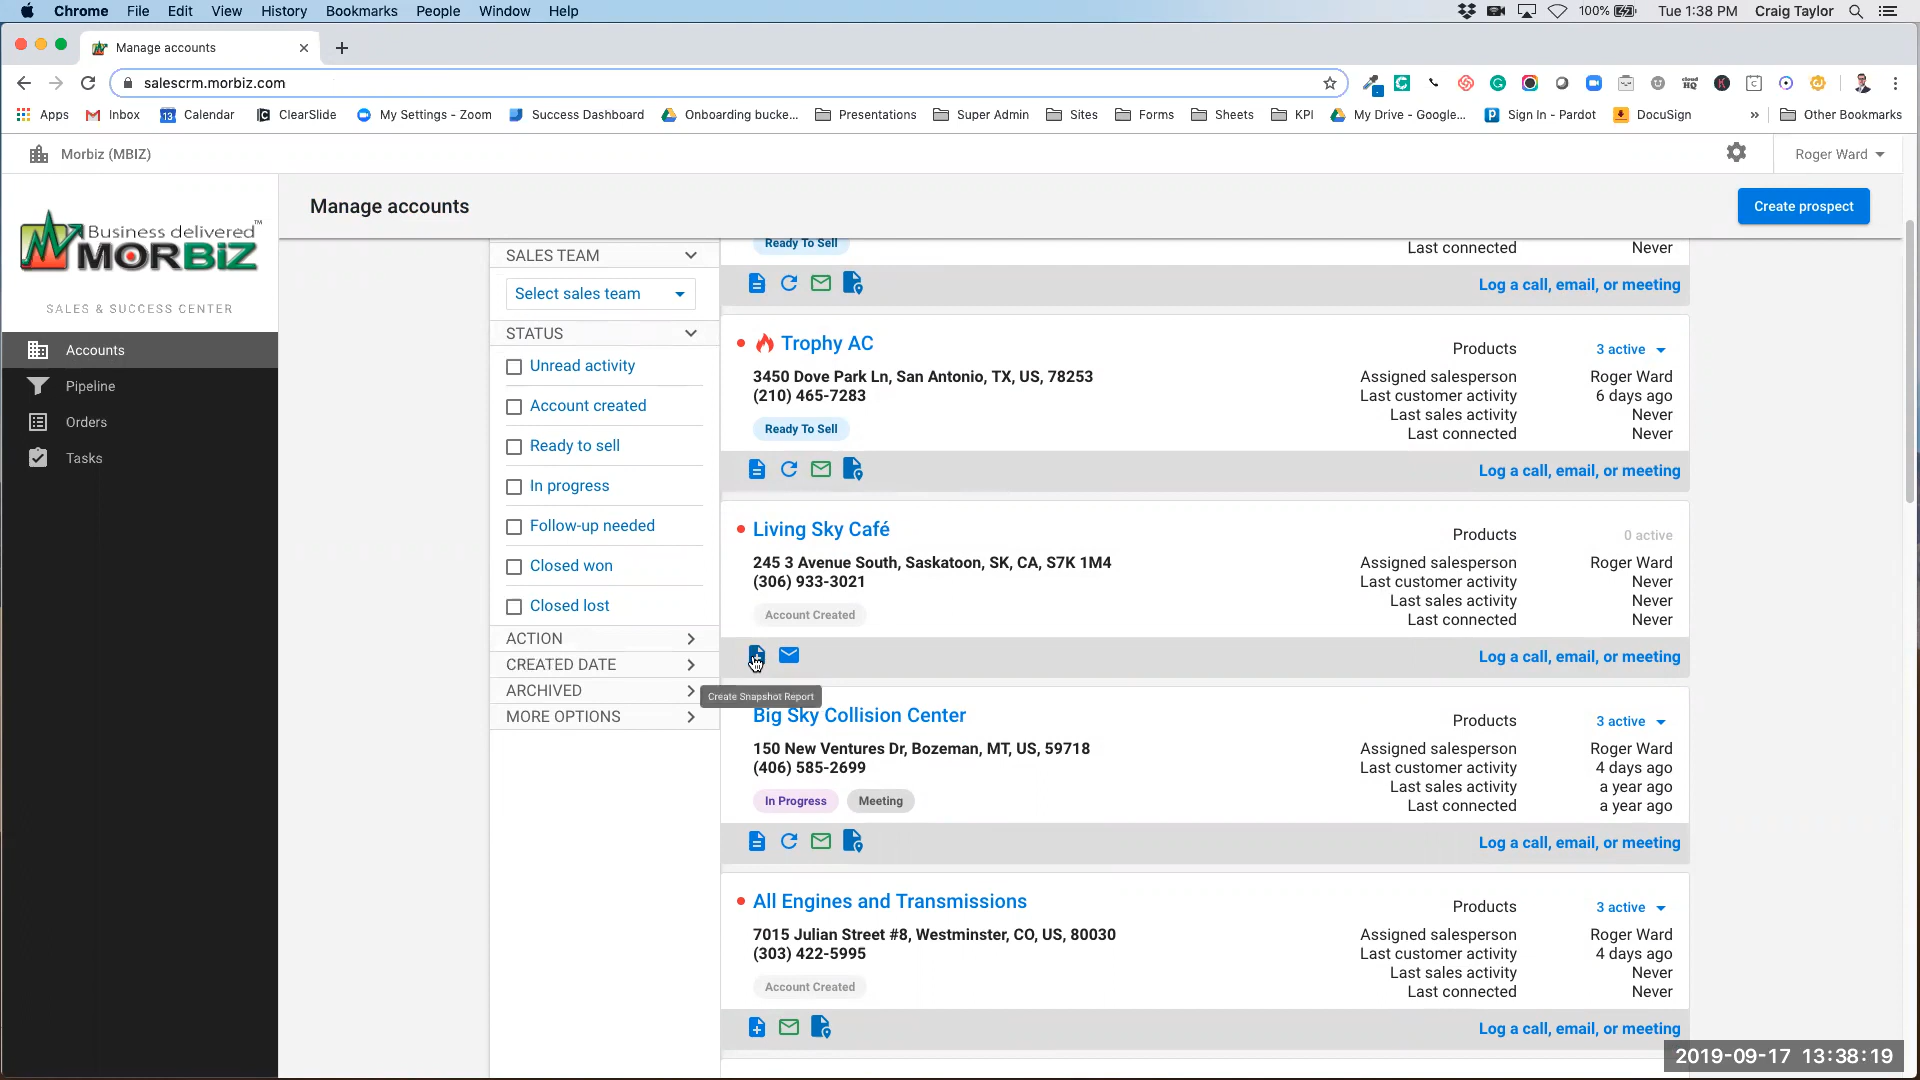 Chrome File Edit View History Bookmarks People Window Help 100% Tue 1:38 PM Craig Taylor
Manage accounts
salescrm.morbiz.com
Apps Inbox Calendar ClearSlide My Settings - Zoom Success Dashboard Onboarding bucke... Presentations Super Admin Sites Forms Sheets KPI My Drive - Google... Sign In - Pardot DocuSign » Other Bookmarks
Morbiz (MBIZ) Roger Ward
Business delivered™
MORBIZ
SALES & SUCCESS CENTER
Accounts
Pipeline
Orders
Tasks
Manage accounts Create prospect
SALES TEAM
Select sales team
STATUS
Unread activity
Account created
Ready to sell
In progress
Follow-up needed
Closed won
Closed lost
ACTION
CREATED DATE
ARCHIVED
MORE OPTIONS
Ready To Sell
Last connected Never
Log a call, email, or meeting
Trophy AC
Products 3 active
3450 Dove Park Ln, San Antonio, TX, US, 78253
(210) 465-7283
Ready To Sell
Assigned salesperson Roger Ward
Last customer activity 6 days ago
Last sales activity Never
Last connected Never
Log a call, email, or meeting
Living Sky Café
Products 0 active
245 3 Avenue South, Saskatoon, SK, CA, S7K 1M4
(306) 933-3021
Account Created
Assigned salesperson Roger Ward
Last customer activity Never
Last sales activity Never
Last connected Never
Log a call, email, or meeting
Create Snapshot Report
Big Sky Collision Center
Products 3 active
150 New Ventures Dr, Bozeman, MT, US, 59718
(406) 585-2699
In Progress Meeting
Assigned salesperson Roger Ward
Last customer activity 4 days ago
Last sales activity a year ago
Last connected a year ago
Log a call, email, or meeting
All Engines and Transmissions
Products 3 active
7015 Julian Street #8, Westminster, CO, US, 80030
(303) 422-5995
Account Created
Assigned salesperson Roger Ward
Last customer activity 4 days ago
Last sales activity Never
Last connected Never
Log a call, email, or meeting
2019-09-17 13:38:19